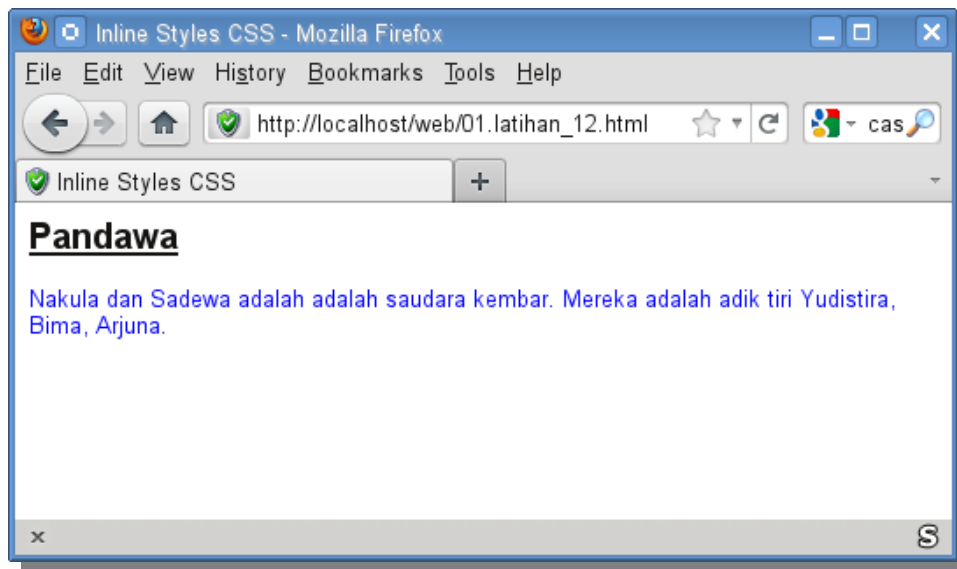 Inline Styles CSS - Mozilla Firefox
File Edit View History Bookmarks Tools Help
http://localhost/web/01.latihan_12.html cas
Inline Styles CSS
Pandawa
Nakula dan Sadewa adalah adalah saudara kembar. Mereka adalah adik tiri Yudistira,
Bima, Arjuna.